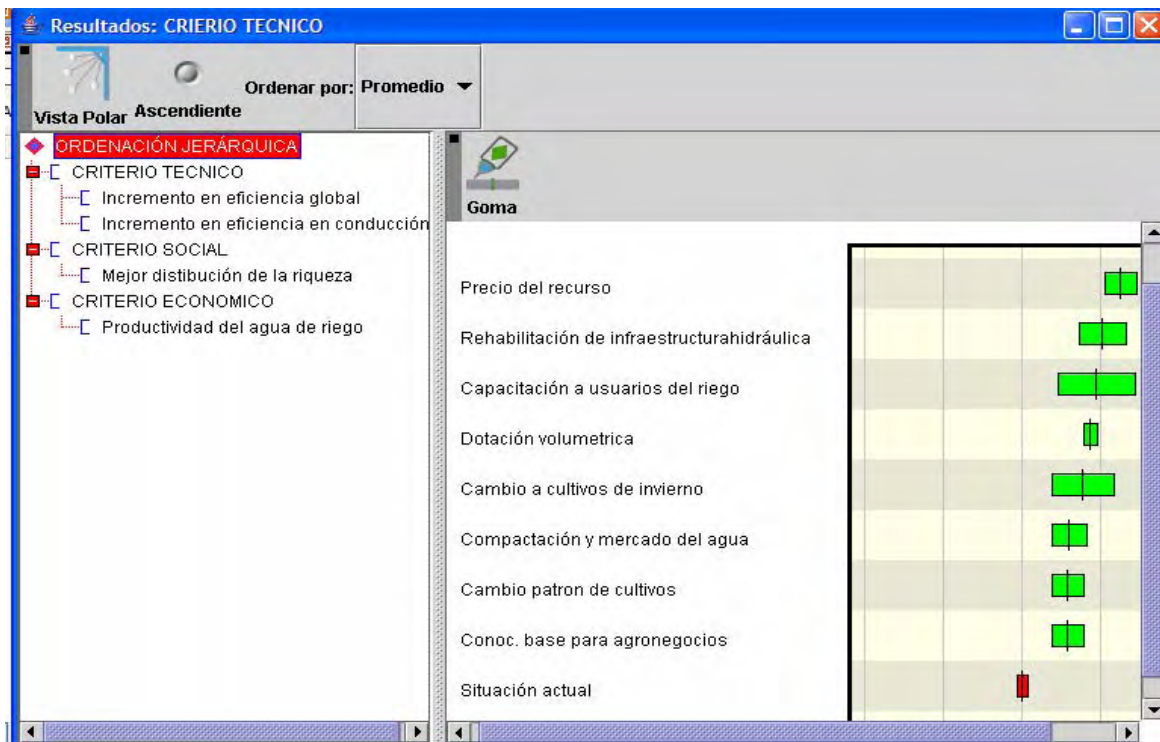 Resultados: CRIERIO TECNICO
Vista Polar
Ascendiente
Ordenar por: Promedio
ORDENACIÓN JERÁRQUICA
CRITERIO TECNICO
Incremento en eficiencia global
Incremento en eficiencia en conducción
CRITERIO SOCIAL
Mejor distibución de la riqueza
CRITERIO ECONOMICO
Productividad del agua de riego
Goma
Precio del recurso
Rehabilitación de infraestructurahidráulica
Capacitación a usuarios del riego
Dotación volumetrica
Cambio a cultivos de invierno
Compactación y mercado del agua
Cambio patron de cultivos
Conoc. base para agronegocios
Situación actual